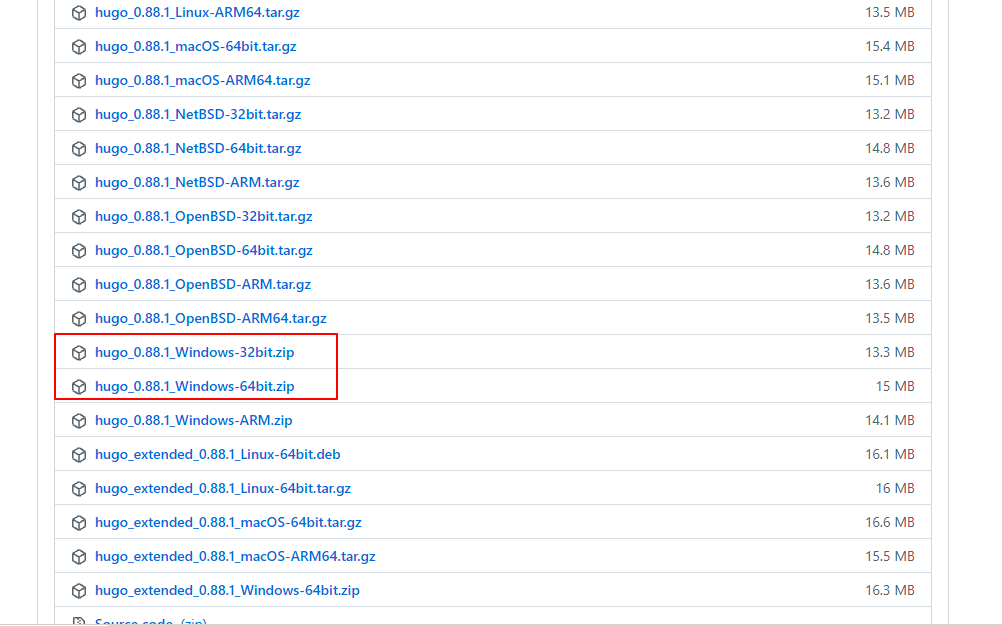 hugo_0.88.1_Linux-ARM64.tar.gz 13.5 MB
hugo_0.88.1_macOS-64bit.tar.gz 15.4 MB
hugo_0.88.1_macOS-ARM64.tar.gz 15.1 MB
hugo_0.88.1_NetBSD-32bit.tar.gz 13.2 MB
hugo_0.88.1_NetBSD-64bit.tar.gz 14.8 MB
hugo_0.88.1_NetBSD-ARM.tar.gz 13.6 MB
hugo_0.88.1_OpenBSD-32bit.tar.gz 13.2 MB
hugo_0.88.1_OpenBSD-64bit.tar.gz 14.8 MB
hugo_0.88.1_OpenBSD-ARM.tar.gz 13.6 MB
hugo_0.88.1_OpenBSD-ARM64.tar.gz 13.5 MB
hugo_0.88.1_Windows-32bit.zip 13.3 MB
hugo_0.88.1_Windows-64bit.zip 15 MB
hugo_0.88.1_Windows-ARM.zip 14.1 MB
hugo_extended_0.88.1_Linux-64bit.deb 16.1 MB
hugo_extended_0.88.1_Linux-64bit.tar.gz 16 MB
hugo_extended_0.88.1_macOS-64bit.tar.gz 16.6 MB
hugo_extended_0.88.1_macOS-ARM64.tar.gz 15.5 MB
hugo_extended_0.88.1_Windows-64bit.zip 16.3 MB
Source code (zip)